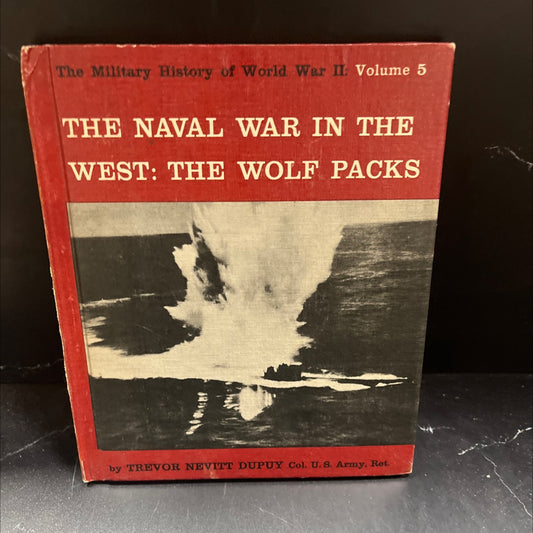 The Military History of World War II: Volume 5
THE NAVAL WAR IN THE
WEST: THE WOLF PACKS
by TREVOR NEVITT DUPUY Col. U. S. Army, Ret.